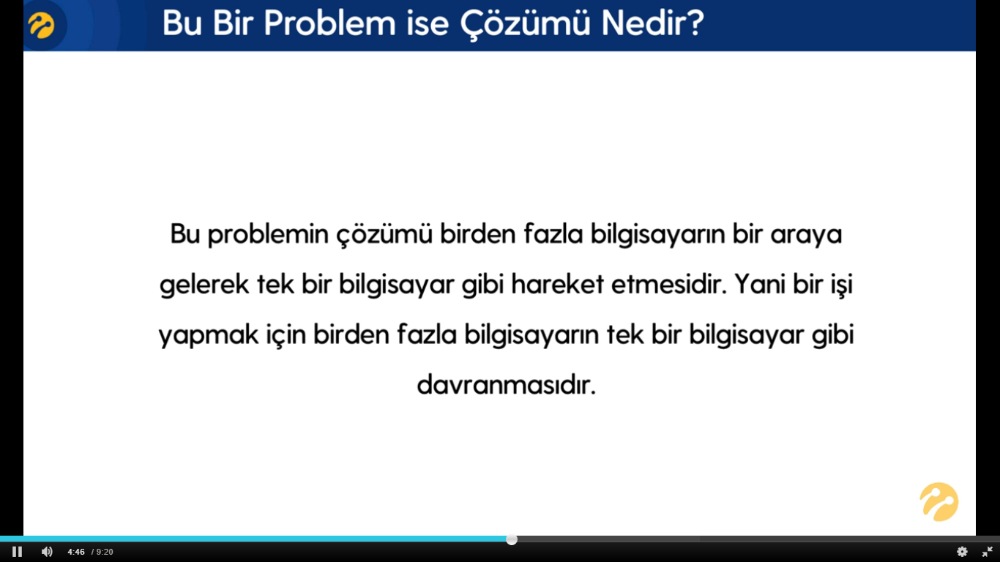 Bu Bir Problem ise Çözümü Nedir?
Bu problemin çözümü birden fazla bilgisayarın bir araya
gelerek tek bir bilgisayar gibi hareket etmesidir. Yani bir işi
yapmak için birden fazla bilgisayarın tek bir bilgisayar gibi
davranmasıdır.
4:46 / 9:20